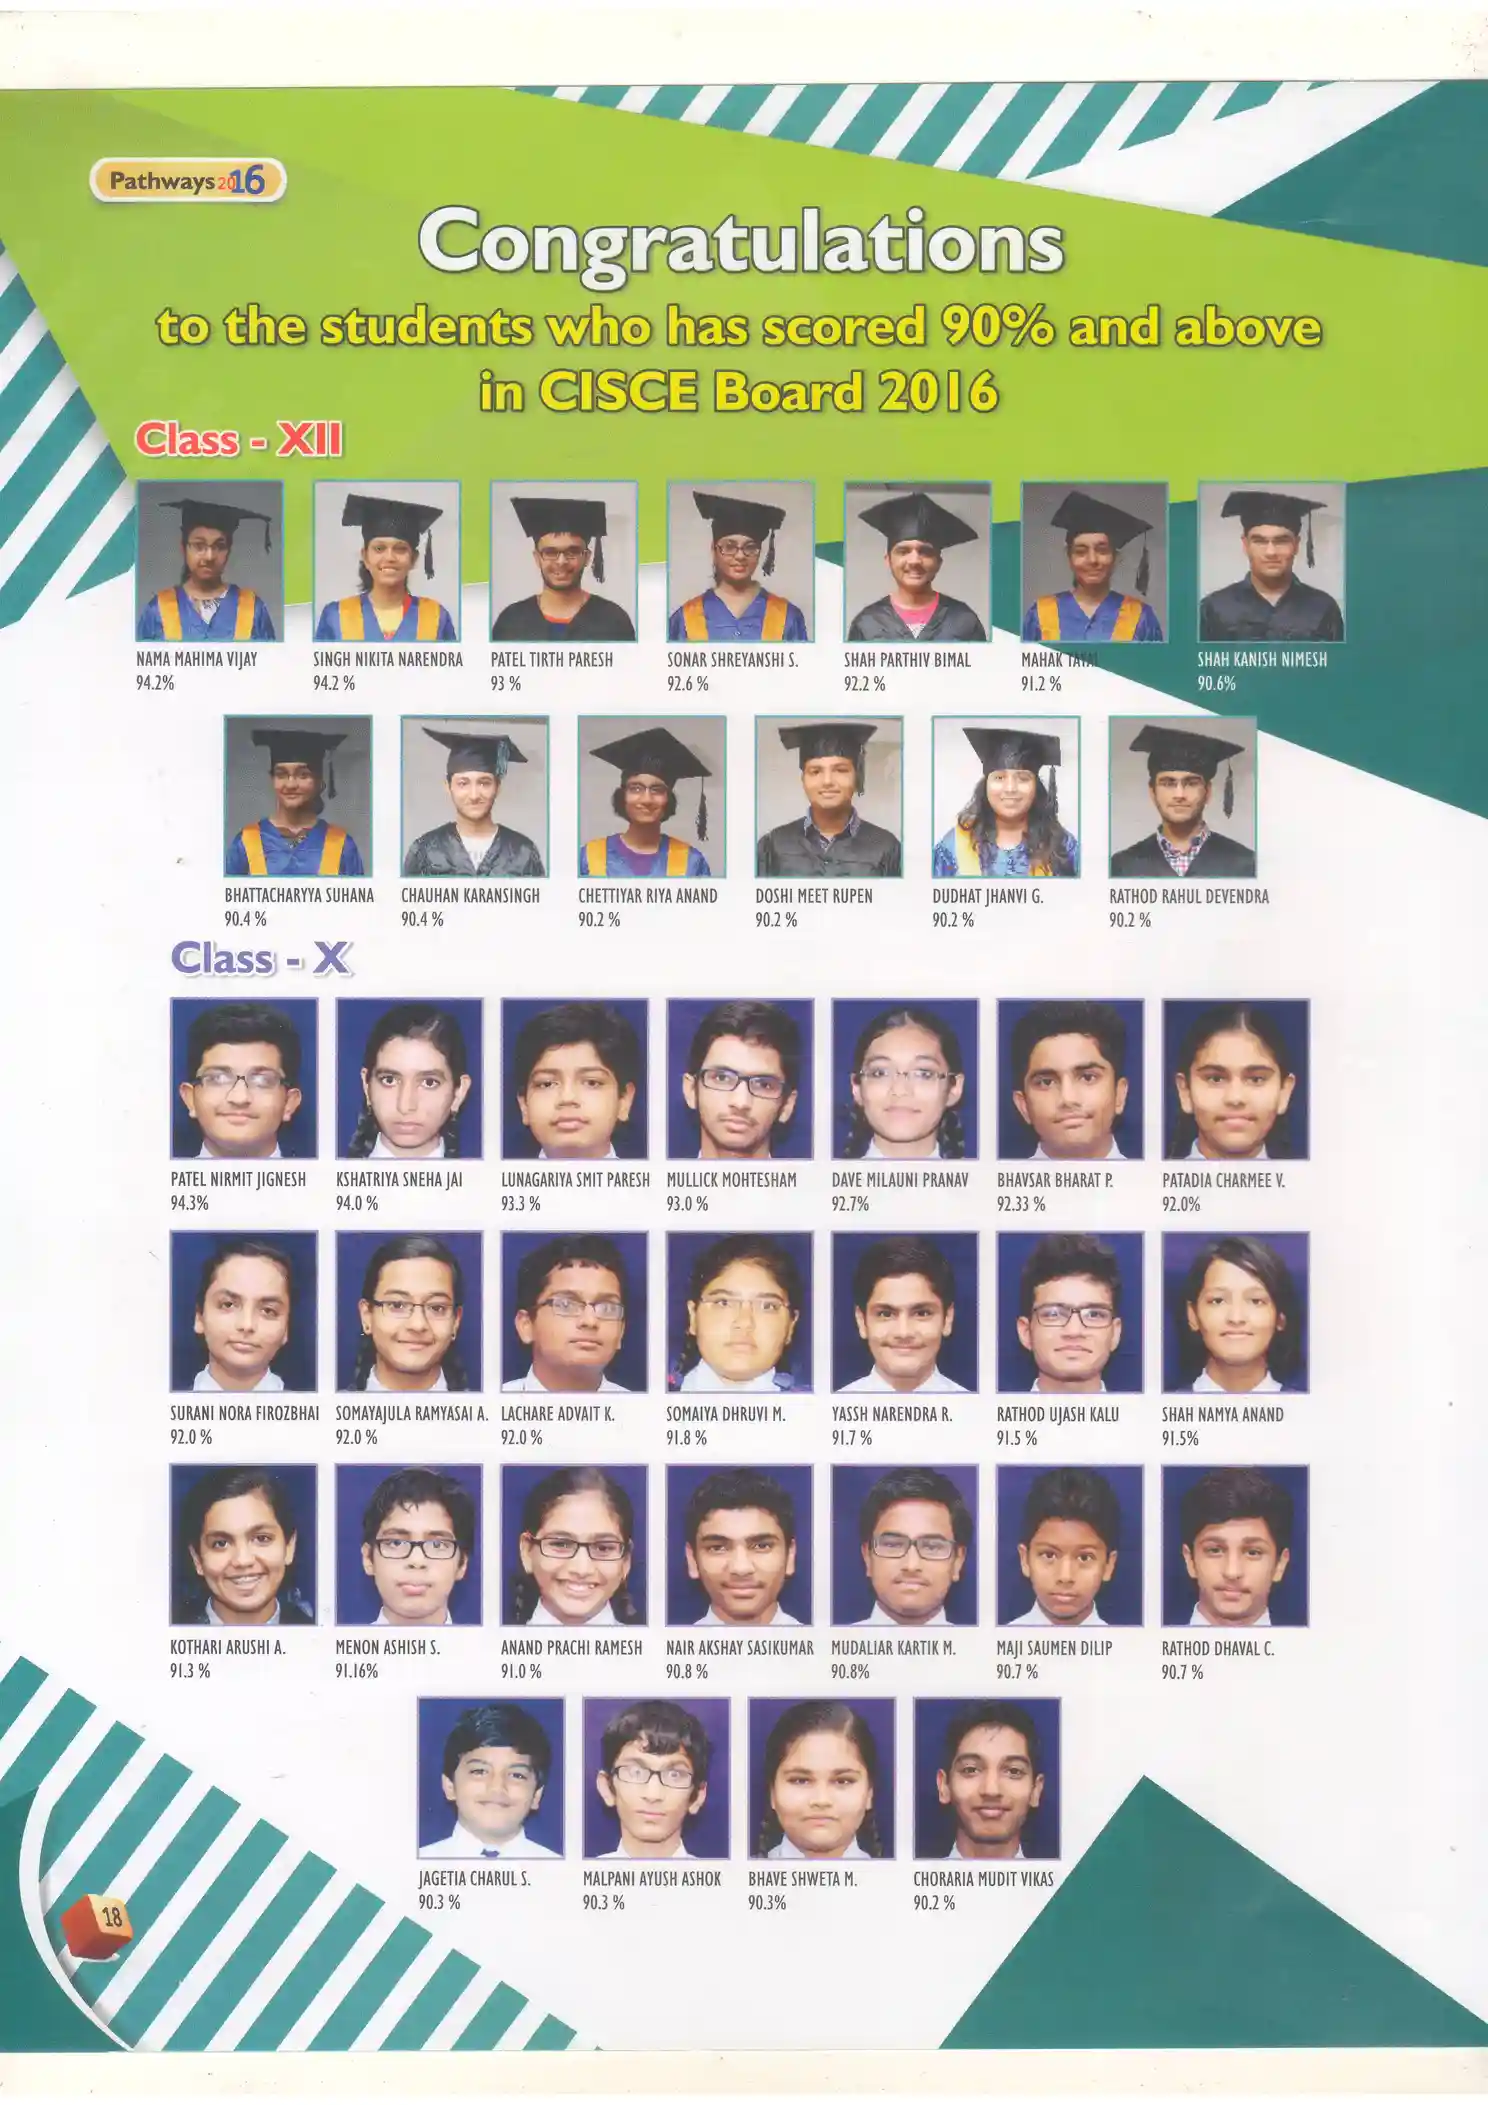 Pathways 2016
Congratulations
to the students who has scored 90% and above
in CISCE Board 2016
Class - XII
NAMA MAHIMA VIJAY
94.2%
SINGH NIKITA NARENDRA
94.2 %
PATEL TIRTH PARESH
93 %
SONAR SHREYANSHI S.
92.6 %
SHAH PARTHIV BIMAL
92.2 %
MAHAK TAYAL
91.2 %
SHAH KANISH NIMESH
90.6%
BHATTACHARYYA SUHANA
90.4 %
CHAUHAN KARANSINGH
90.4 %
CHETTIYAR RIYA ANAND
90.2 %
DOSHI MEET RUPEN
90.2 %
DUDHAT JHANVI G.
90.2 %
RATHOD RAHUL DEVENDRA
90.2 %
Class - X
PATEL NIRMIT JIGNESH
94.3%
KSHATRIYA SNEHA JAI
94.0 %
LUNAGARIYA SMIT PARESH
93.3 %
MULLICK MOHTESHAM
93.0 %
DAVE MILAUNI PRANAV
92.7%
BHAVSAR BHARAT P.
92.33 %
PATADIA CHARMEE V.
92.0%
SURANI NORA FIROZBHAI
92.0 %
SOMAYAJULA RAMYASAI A.
92.0 %
LACHARE ADVAIT K.
92.0 %
SOMAIYA DHRUVI M.
91.8 %
YASSH NARENDRA R.
91.7 %
RATHOD UJASH KALU
91.5 %
SHAH NAMYA ANAND
91.5%
KOTHARI ARUSHI A.
91.3 %
MENON ASHISH S.
91.16%
ANAND PRACHI RAMESH
91.0 %
NAIR AKSHAY SASIKUMAR
90.8 %
MUDALIAR KARTIK M.
90.8%
MAJI SAUMEN DILIP
90.7 %
RATHOD DHAVAL C.
90.7 %
JAGETIA CHARUL S.
90.3 %
MALPANI AYUSH ASHOK
90.3 %
BHAVE SHWETA M.
90.3%
CHORARIA MUDIT VIKAS
90.2 %
18